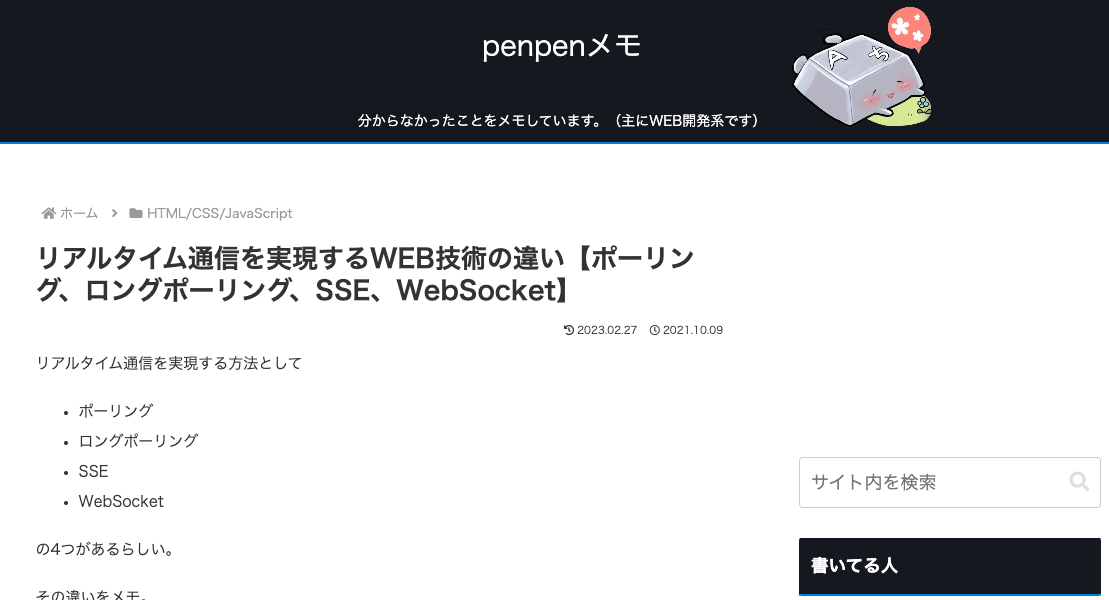 penpenメモ
A
ち
分からなかったことをメモしています。（主にWEB開発系です）
ホーム
HTML/CSS/JavaScript
リアルタイム通信を実現するWEB技術の違い【ポーリン
グ、ロングポーリング、SSE、WebSocket】
2023.02.27 2021.10.09
リアルタイム通信を実現する方法として
ポーリング
ロングポーリング
SSE
WebSocket
の4つがあるらしい。
その違いをメモ。
サイト内を検索
書いてる人